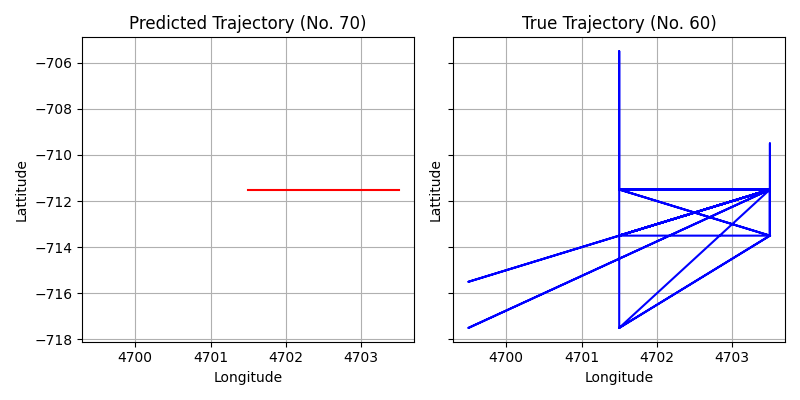 Predicted Trajectory (No. 70)
True Trajectory (No. 60)
−706
−708
−710
−712
−714
−716
−718
Lattitude
Lattitude
4700 4701 4702 4703
4700 4701 4702 4703
Longitude
Longitude